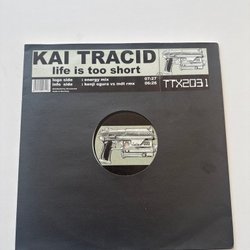 KAI TRACID
life is too short
logo side : energy mix 07:27
info side : kenji ogura vs mdt rmx 06:26
TTX2031